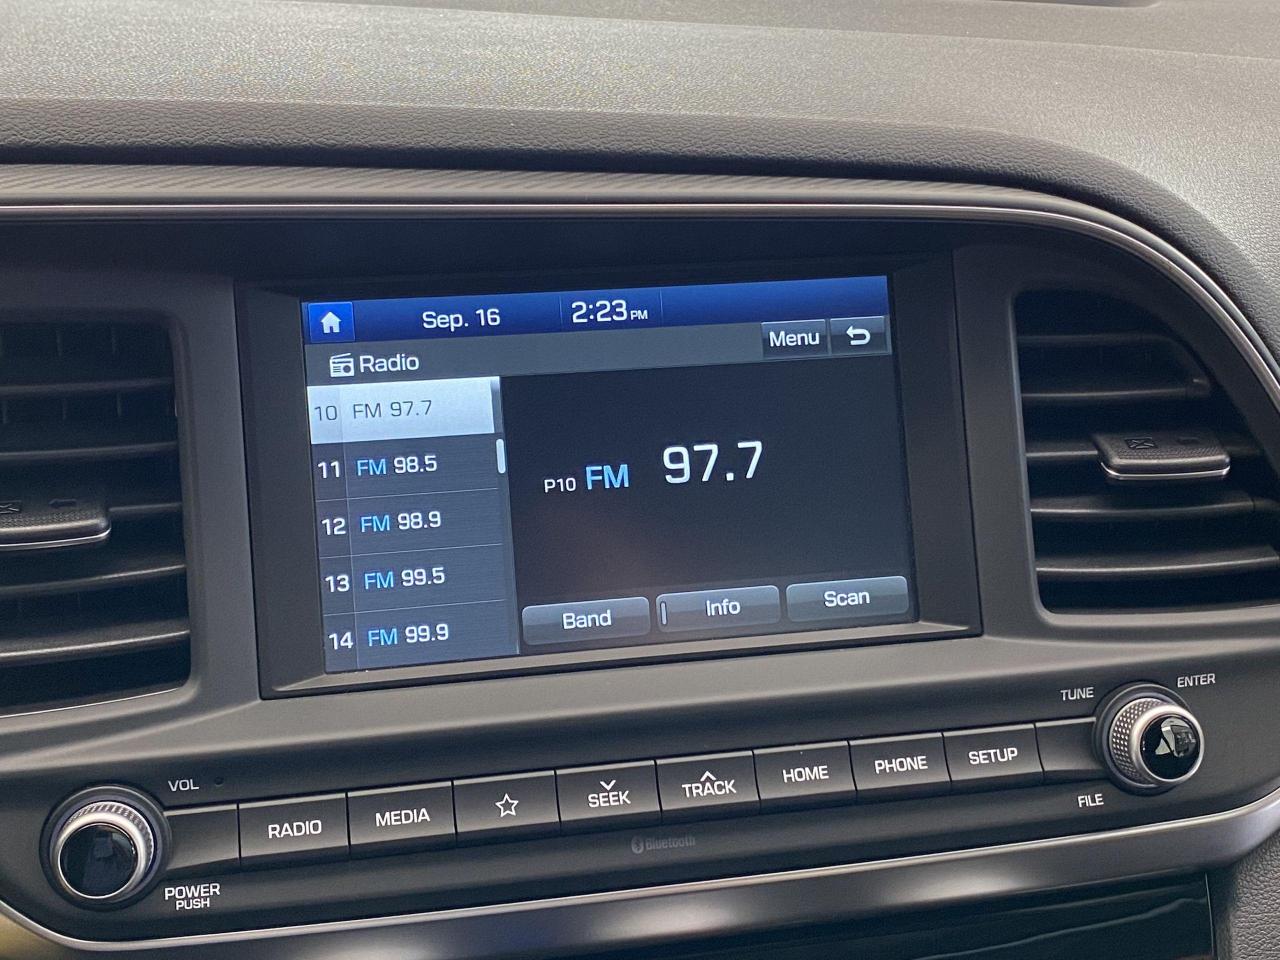 Sep. 16 2:23 PM
Radio Menu
10 FM 97.7
11 FM 98.5
12 FM 98.9
13 FM 99.5
14 FM 99.9
P10 FM 97.7
Band Info Scan
VOL
POWER
PUSH
RADIO MEDIA SEEK TRACK HOME PHONE SETUP
TUNE ENTER
FILE
Bluetooth